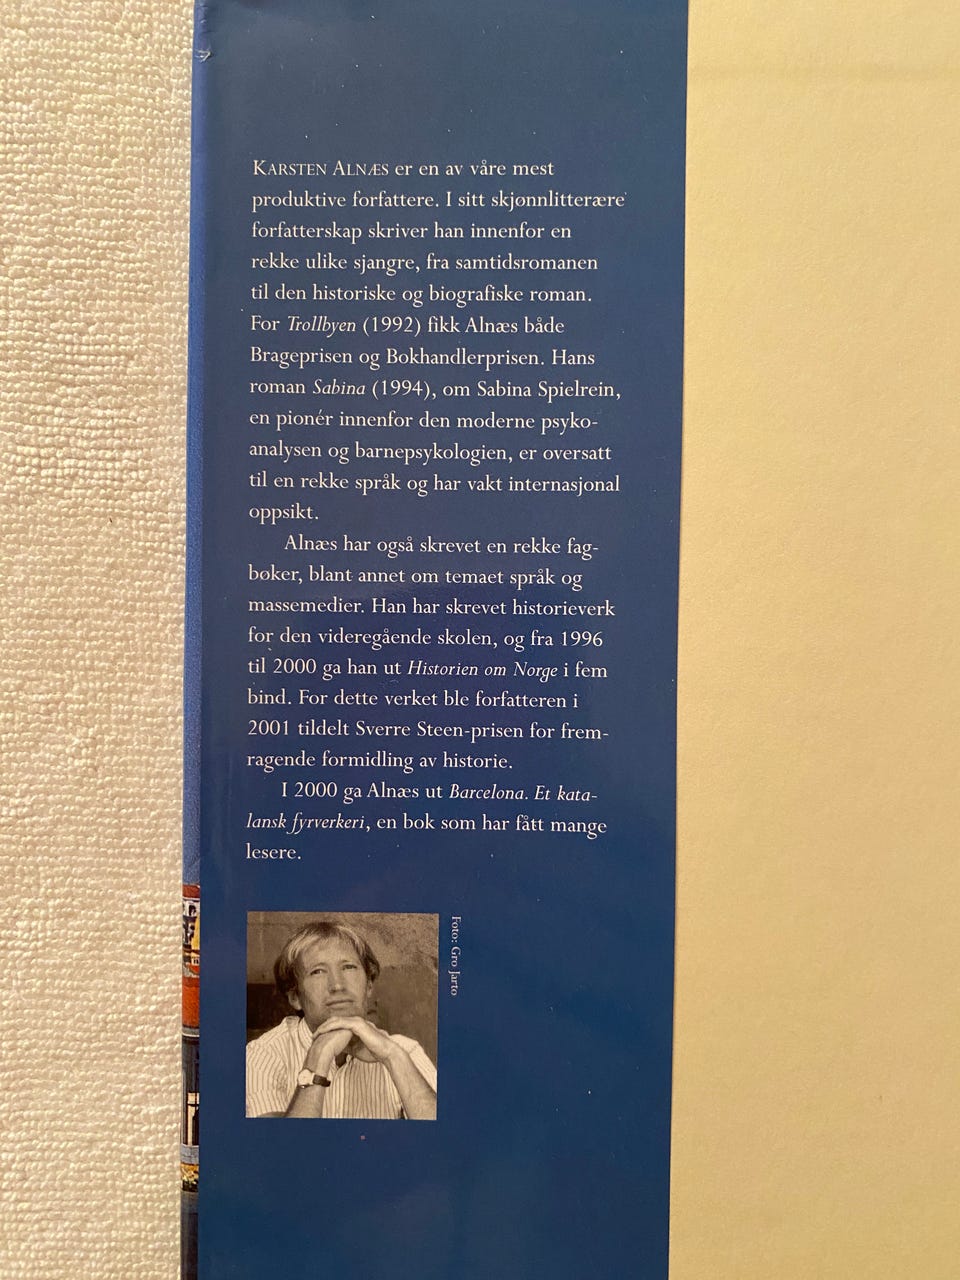 KARSTEN ALNÆS er en av våre mest
produktive forfattere. I sitt skjønnlitterære
forfatterskap skriver han innenfor en
rekke ulike sjangre, fra samtidsromanen
til den historiske og biografiske roman.
For Trollbyen (1992) fikk Alnæs både
Brageprisen og Bokhandlerprisen. Hans
roman Sabina (1994), om Sabina Spielrein,
en pionér innenfor den moderne psyko-
analysen og barnepsykologien, er oversatt
til en rekke språk og har vakt internasjonal
oppsikt.
Alnæs har også skrevet en rekke fag-
bøker, blant annet om temaet språk og
massemedier. Han har skrevet historieverk
for den videregående skolen, og fra 1996
til 2000 ga han ut Historien om Norge i fem
bind. For dette verket ble forfatteren i
2001 tildelt Sverre Steen-prisen for frem-
ragende formidling av historie.
I 2000 ga Alnæs ut Barcelona. Et kata-
lansk fyrverkeri, en bok som har fått mange
lesere.
Foto: Gro Jarto